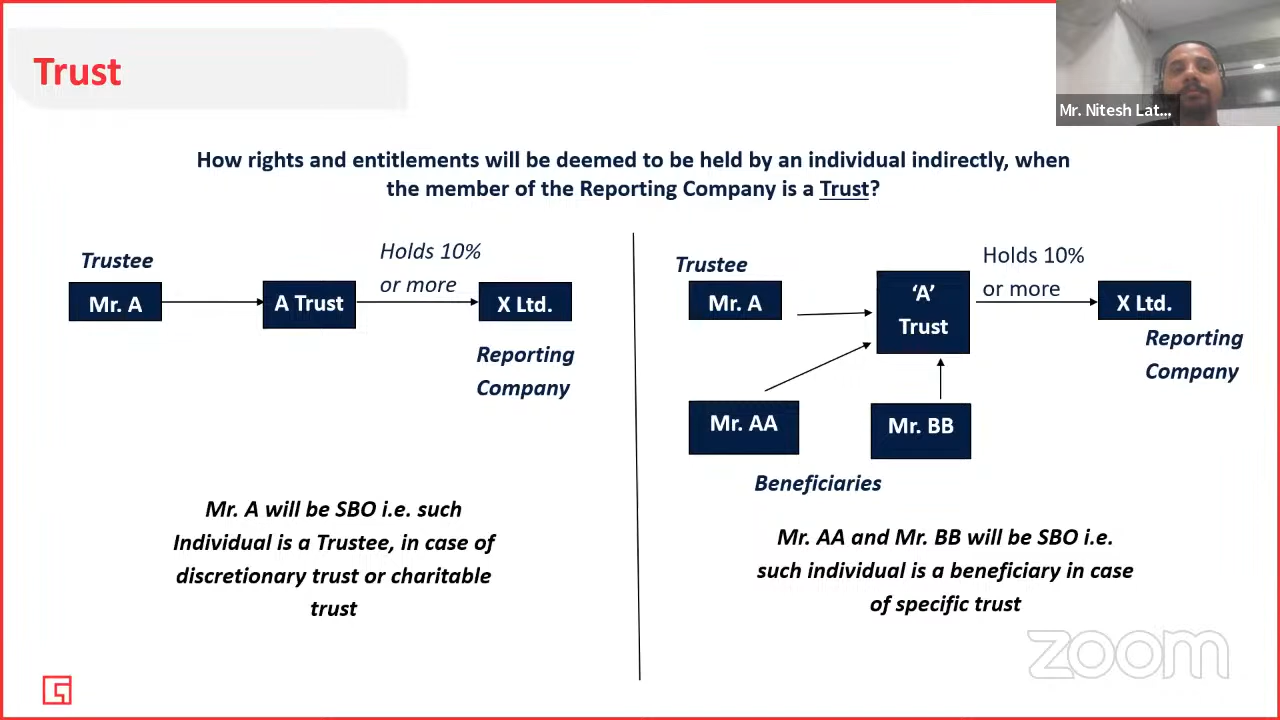 Trust
Mr. Nitesh Lat...
How rights and entitlements will be deemed to be held by an individual indirectly, when
the member of the Reporting Company is a Trust?
Trustee
Mr. A
A Trust
Holds 10%
or more
X Ltd.
Reporting
Company
Mr. A will be SBO i.e. such
Individual is a Trustee, in case of
discretionary trust or charitable
trust
Trustee
Mr. A
‘A’
Trust
Holds 10%
or more
X Ltd.
Reporting
Company
Mr. AA
Mr. BB
Beneficiaries
Mr. AA and Mr. BB will be SBO i.e.
such individual is a beneficiary in case
of specific trust
zoom